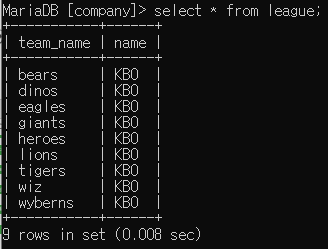 MariaDB [company]> select * from league;
+-----------+------+
| team_name | name |
+-----------+------+
| bears | KBO |
| dinos | KBO |
| eagles | KBO |
| giants | KBO |
| heroes | KBO |
| lions | KBO |
| tigers | KBO |
| wiz | KBO |
| wyberns | KBO |
+-----------+------+
9 rows in set (0.008 sec)